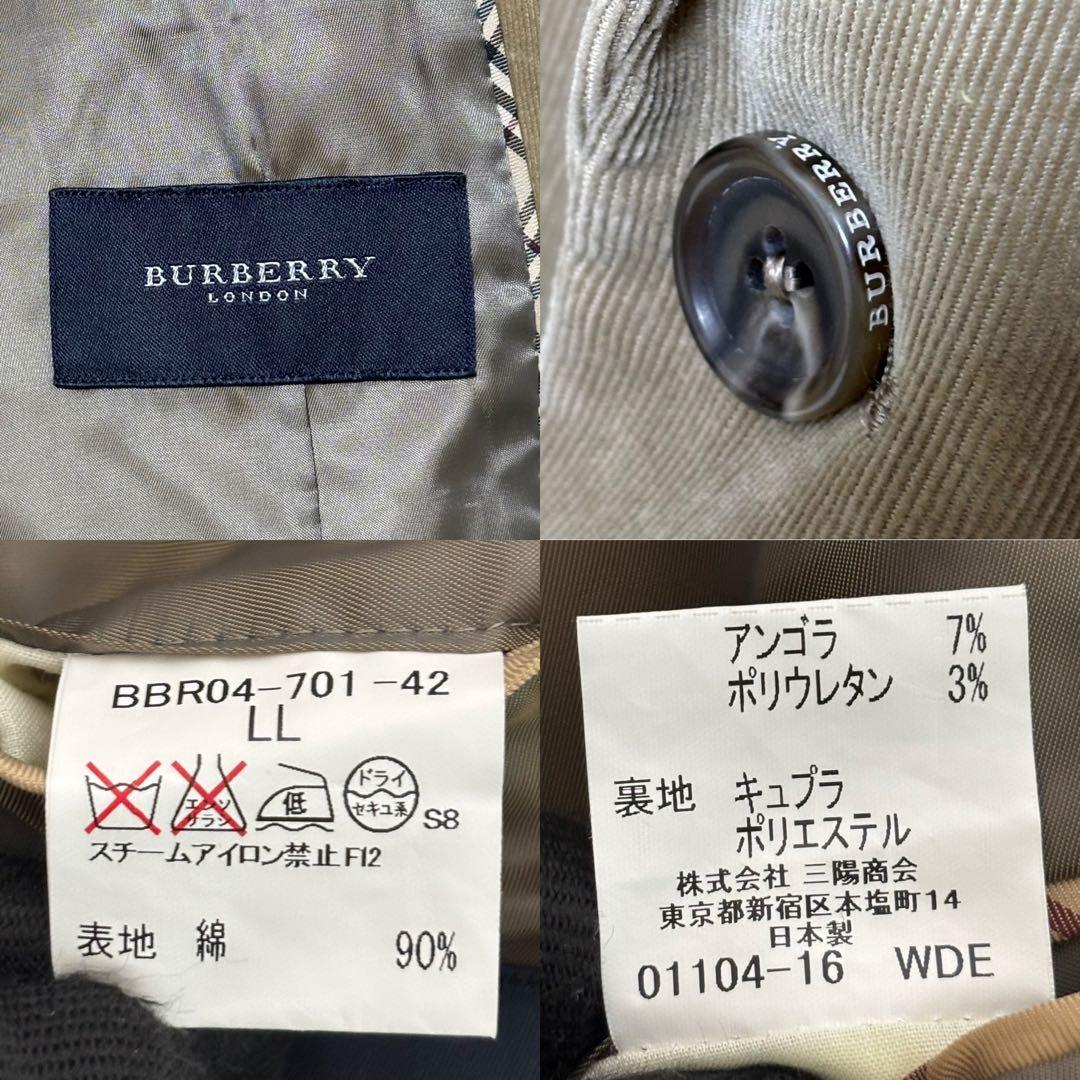 BURBERRY
LONDON
BURBERRY
BBR04-701-42
LL
エンソ
サラシ
低
ドライ
セキユ系
S8
スチームアイロン禁止F12
表地 綿 90%
アンゴラ 7%
ポリウレタン 3%
裏地 キュプラ
ポリエステル
株式会社 三陽商会
東京都新宿区本塩町14
日本製
01104-16 WDE